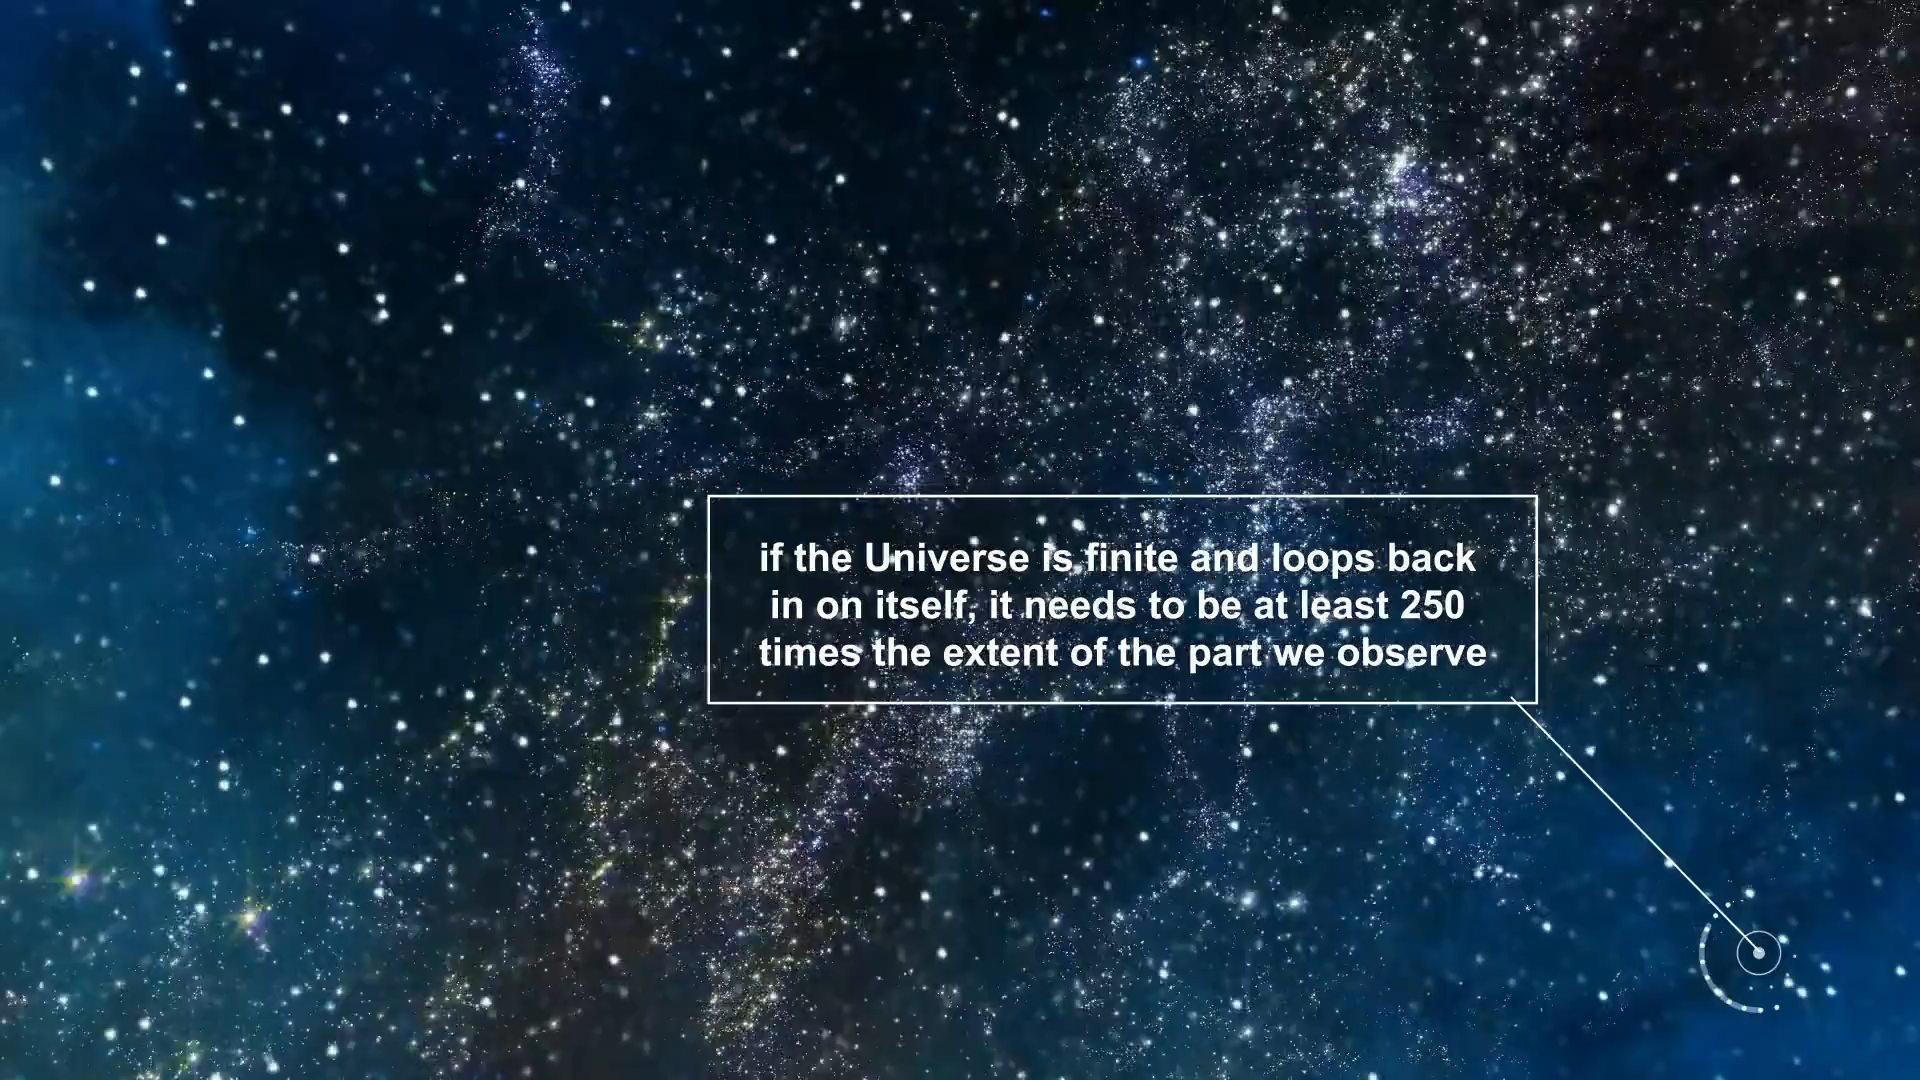 if the Universe is finite and loops back
in on itself, it needs to be at least 250
times the extent of the part we observe